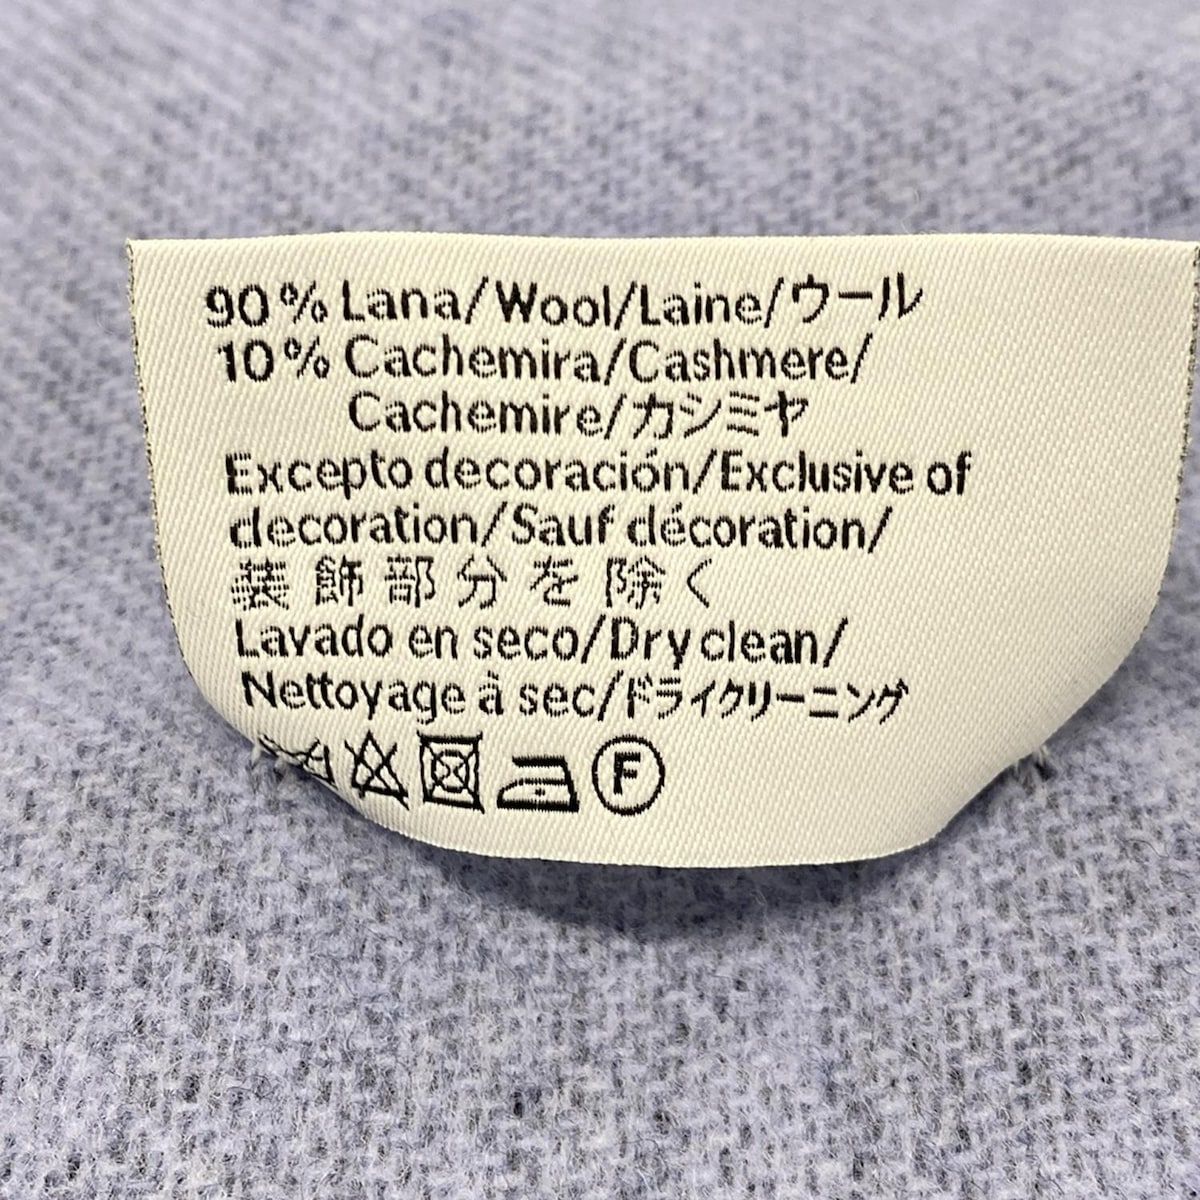 90% Lana/Wool/Laine/ウール
10% Cachemira/Cashmere/
Cachemire/カシミヤ
Excepto decoración/Exclusive of
decoration/Sauf décoration/
装飾部分を除く
Lavado en seco/Dry clean/
Nettoyage à sec/ドライクリーニング
F